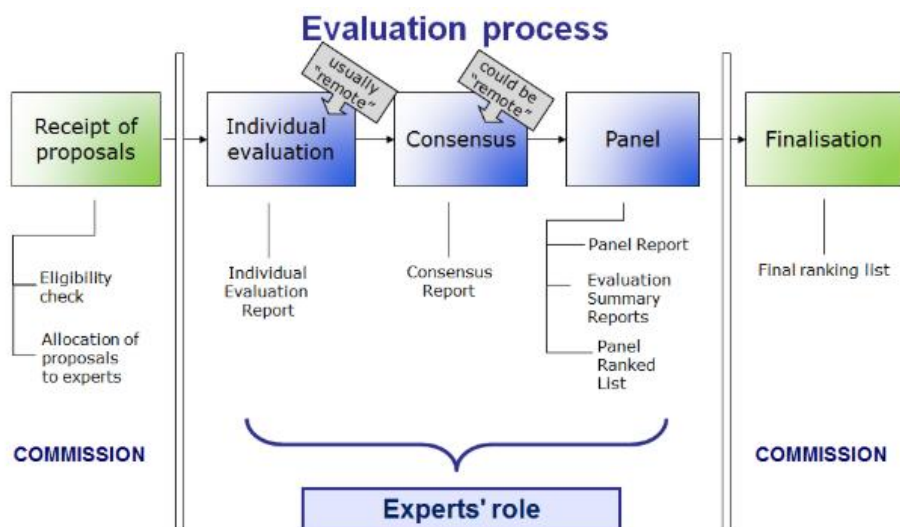 Evaluation process
usually
“remote”
could be
“remote”
Receipt of
proposals
Individual
evaluation
Consensus
Panel
Finalisation
Eligibility
check
Allocation of
proposals
to experts
Individual
Evaluation
Report
Consensus
Report
Panel Report
Evaluation
Summary
Reports
Panel
Ranked
List
Final ranking list
COMMISSION
COMMISSION
Experts' role